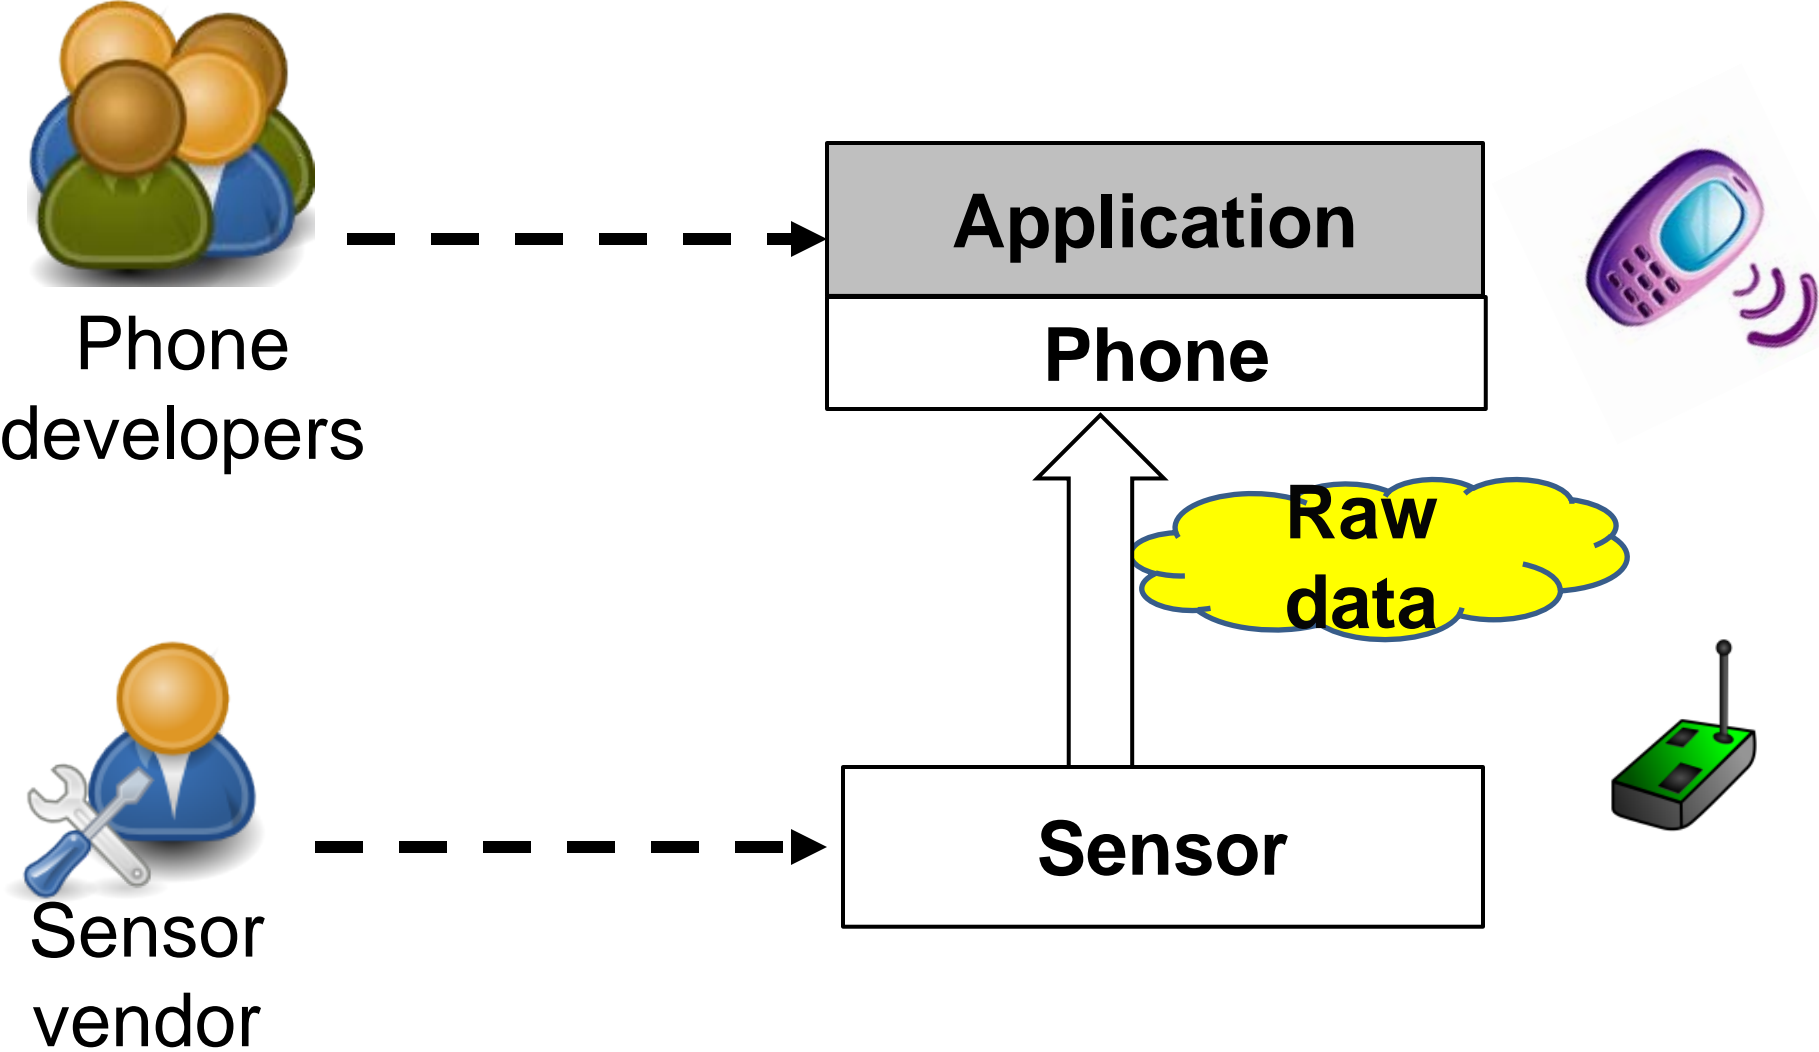 Application
Phone
developers
Phone
Raw
data
Sensor
Sensor
vendor